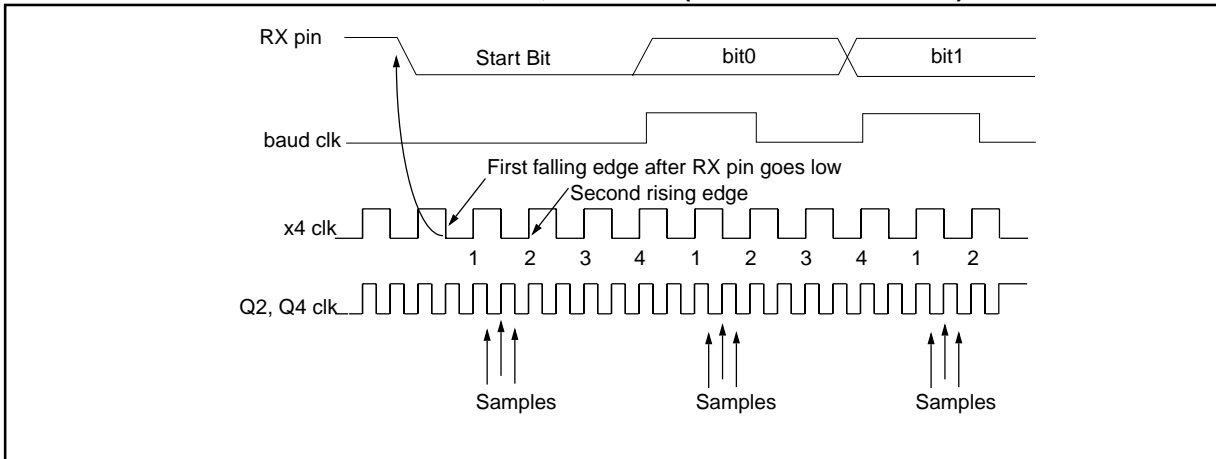 RX pin
Start Bit
bit0
bit1
baud clk
First falling edge after RX pin goes low
Second rising edge
x4 clk
1 2 3 4 1 2 3 4 1 2
Q2, Q4 clk
Samples Samples Samples